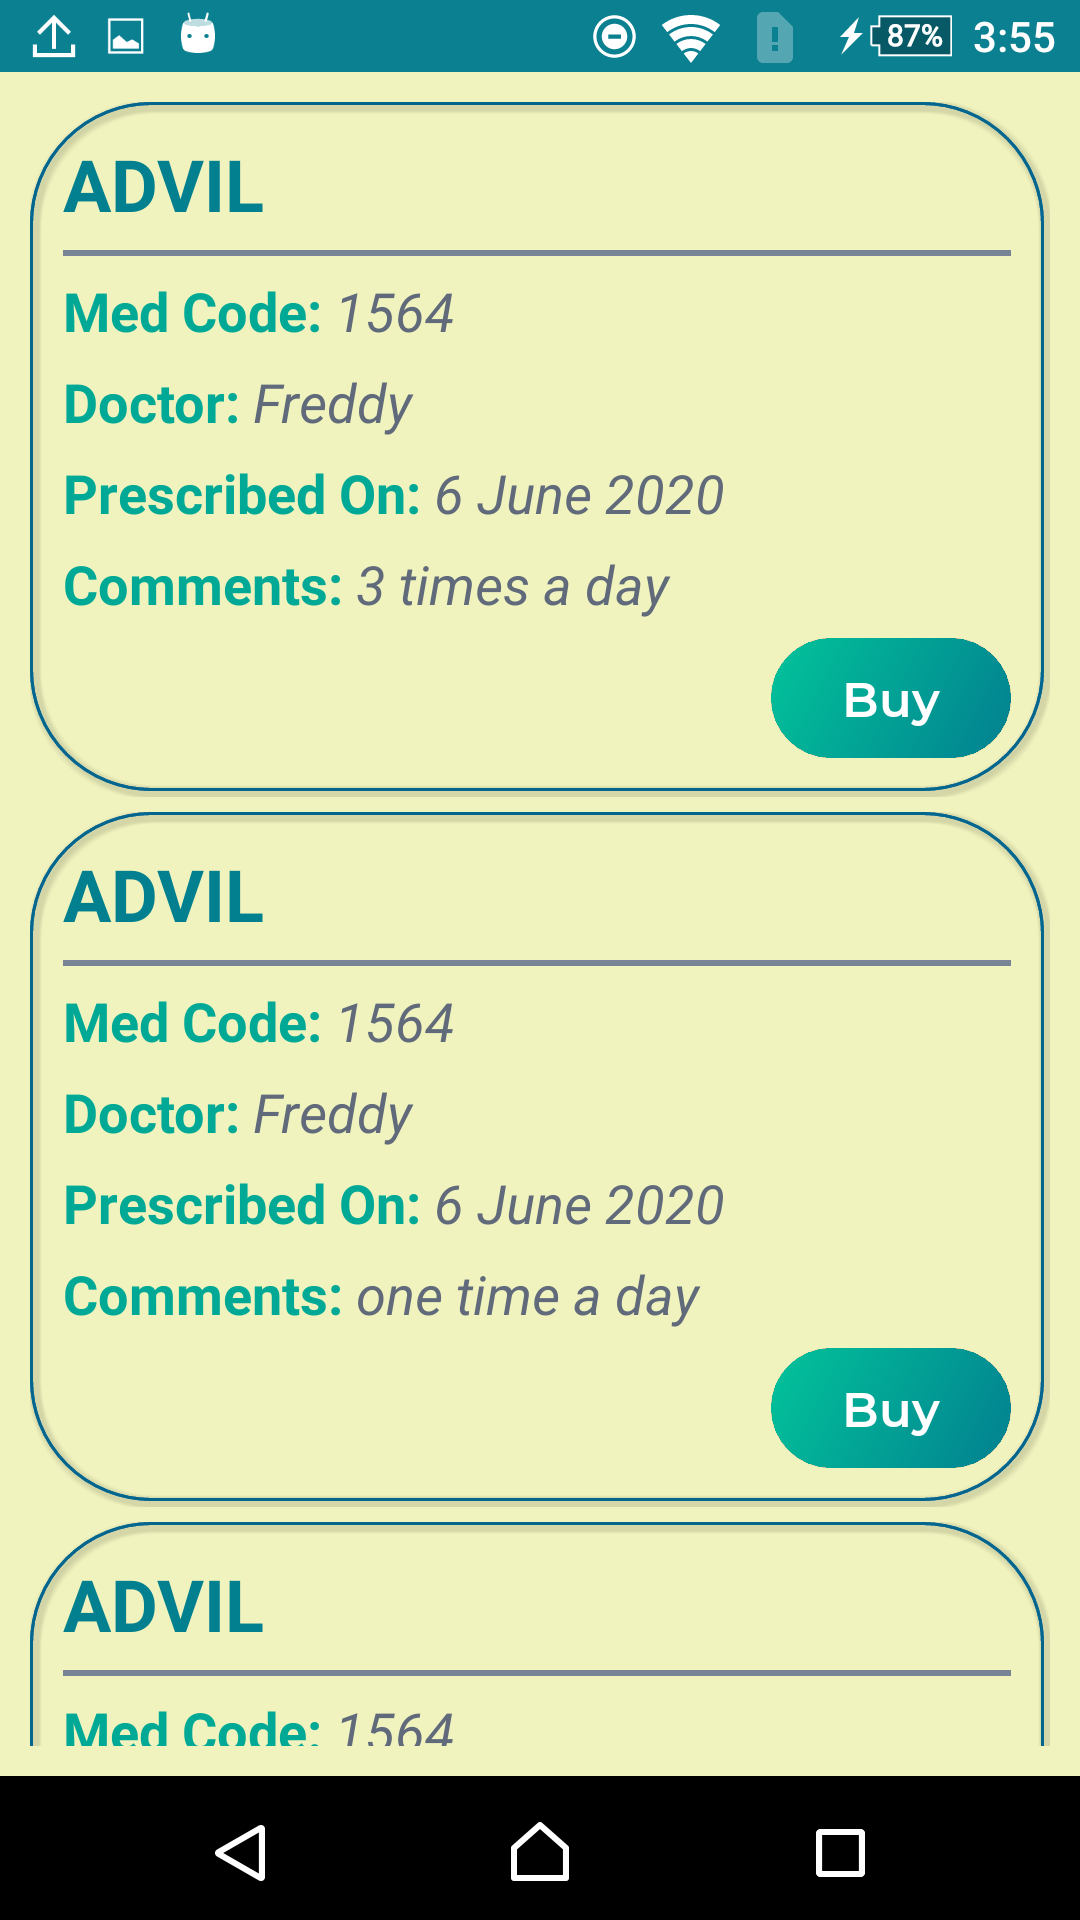 87% 3:55
ADVIL
Med Code: 1564
Doctor: Freddy
Prescribed On: 6 June 2020
Comments: 3 times a day
Buy
ADVIL
Med Code: 1564
Doctor: Freddy
Prescribed On: 6 June 2020
Comments: one time a day
Buy
ADVIL
Med Code: 1564